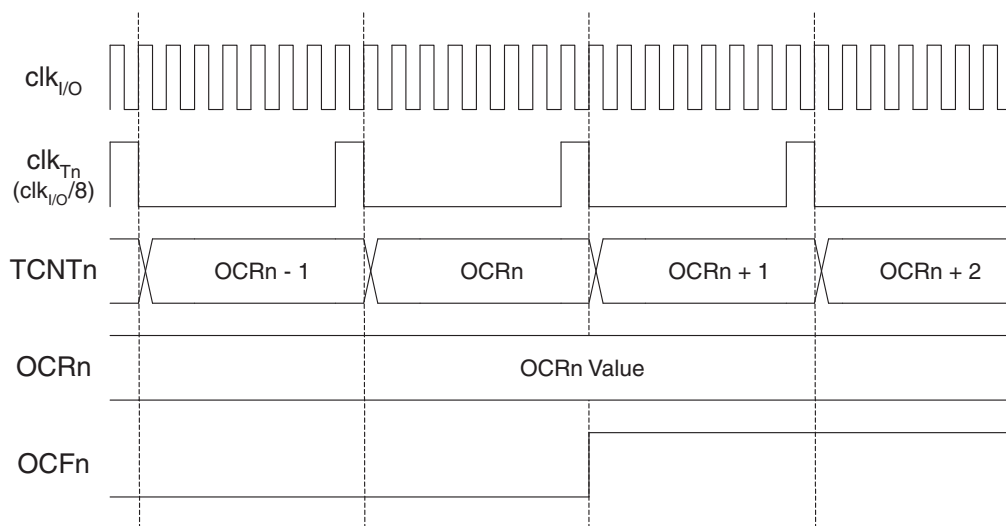 clkI/O
clkTn
(clkI/O/8)
TCNTn
OCRn - 1
OCRn
OCRn + 1
OCRn + 2
OCRn
OCRn Value
OCFn